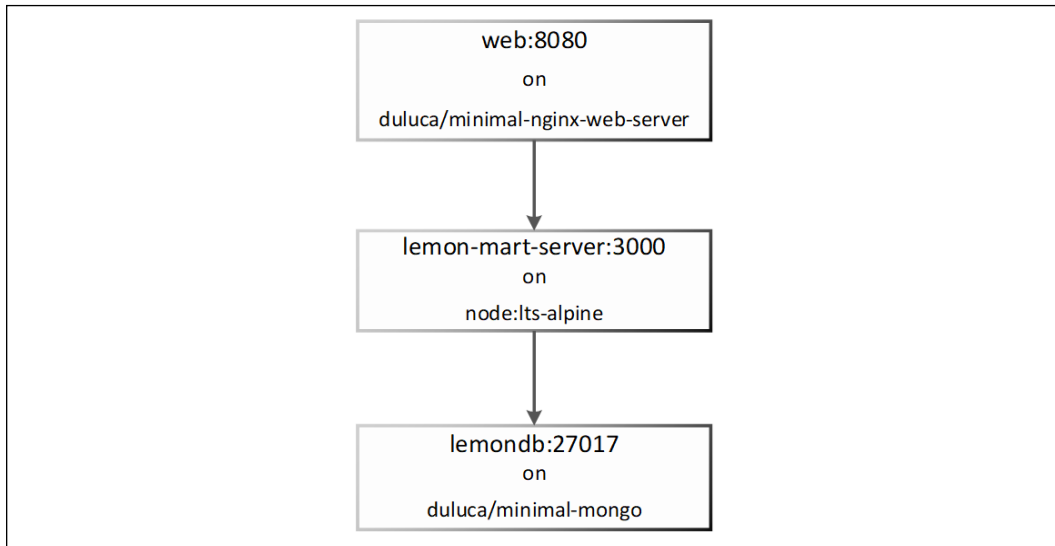 web:8080
on
duluca/minimal-nginx-web-server
lemon-mart-server:3000
on
node:lts-alpine
lemondb:27017
on
duluca/minimal-mongo